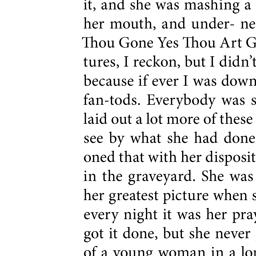 it, and she was mashing a
her mouth, and under- ne
Thou Gone Yes Thou Art G
tures, I reckon, but I didn't
because if ever I was down
fan-tods. Everybody was s
laid out a lot more of these
see by what she had done
oned that with her disposit
in the graveyard. She was
her greatest picture when s
every night it was her pray
got it done, but she never
of a young woman in a lon